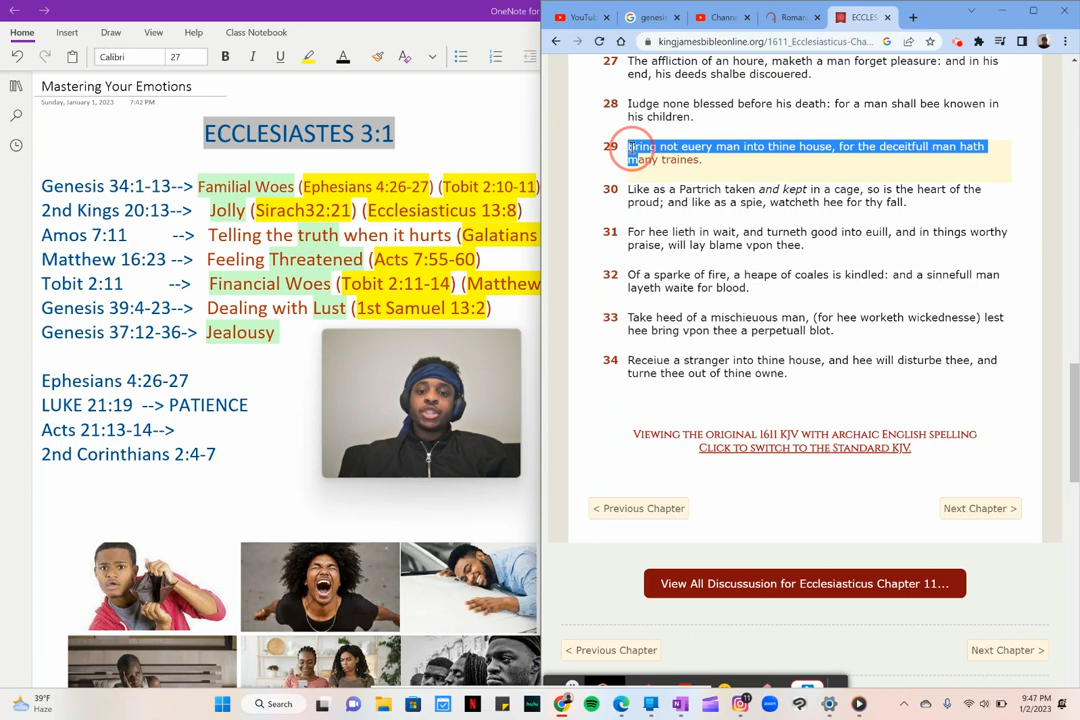 OneNote for
Home Insert Draw View Help Class Notebook
Calibri 27
Mastering Your Emotions
Sunday, January 1, 2023 7:42 PM
ECCLESIASTES 3:1
Genesis 34:1-13--> Familial Woes (Ephesians 4:26-27) (Tobit 2:10-11)
2nd Kings 20:13--> Jolly (Sirach32:21) (Ecclesiasticus 13:8)
Amos 7:11 --> Telling the truth when it hurts (Galatians
Matthew 16:23 --> Feeling Threatened (Acts 7:55-60)
Tobit 2:11 --> Financial Woes (Tobit 2:11-14) (Matthew
Genesis 39:4-23--> Dealing with Lust (1st Samuel 13:2)
Genesis 37:12-36-> Jealousy
Ephesians 4:26-27
LUKE 21:19 --> PATIENCE
Acts 21:13-14-->
2nd Corinthians 2:4-7
YouTub genesis Channe Roman ECCLES
kingjamesbibleonline.org/1611_Ecclesiasticus-Cha...
27 The affliction of an houre, maketh a man forget pleasure: and in his
end, his deeds shalbe discouered.
28 Iudge none blessed before his death: for a man shall bee knowen in
his children.
29 Bring not euery man into thine house, for the deceitfull man hath
many traines.
30 Like as a Partrich taken and kept in a cage, so is the heart of the
proud; and like as a spie, watcheth hee for thy fall.
31 For hee lieth in wait, and turneth good into euill, and in things worthy
praise, will lay blame vpon thee.
32 Of a sparke of fire, a heape of coales is kindled: and a sinnefull man
layeth waite for blood.
33 Take heed of a mischieuous man, (for hee worketh wickednesse) lest
hee bring vpon thee a perpetuall blot.
34 Receiue a stranger into thine house, and hee will disturbe thee, and
turne thee out of thine owne.
Viewing the original 1611 KJV with archaic English spelling
Click to switch to the Standard KJV.
< Previous Chapter Next Chapter >
View All Discussusion for Ecclesiasticus Chapter 11...
< Previous Chapter Next Chapter >
39°F
Haze
Search
hulu
11
zoom
9:47 PM
1/2/2023